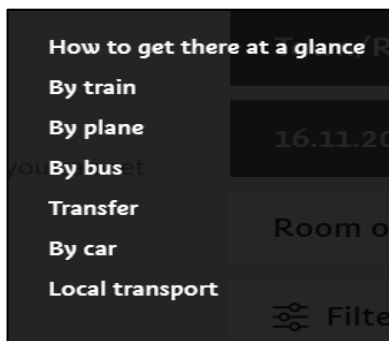 How to get there at a glance
By train
By plane
By bus
Transfer
By car
Local transport
16.11.20
Room o
Filte